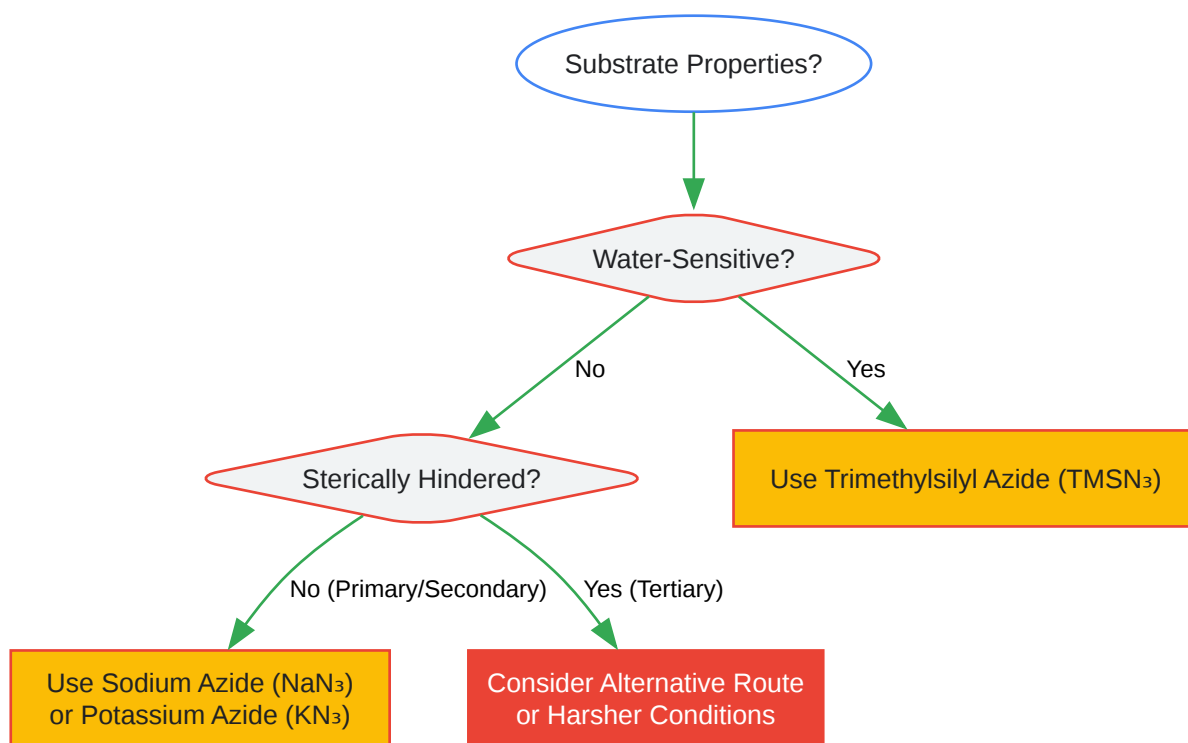 Substrate Properties?
Water-Sensitive?
No
Yes
Sterically Hindered?
Use Trimethylsilyl Azide (TMSN₃)
No (Primary/Secondary)
Yes (Tertiary)
Use Sodium Azide (NaN₃)
or Potassium Azide (KN₃)
Consider Alternative Route
or Harsher Conditions